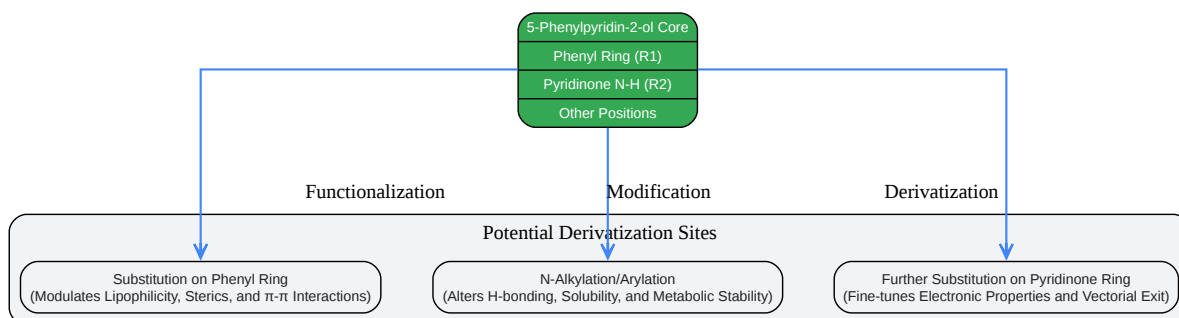 5-Phenylpyridin-2-ol Core
Phenyl Ring (R1)
Pyridinone N-H (R2)
Other Positions
Functionalization
Modification
Derivatization
Potential Derivatization Sites
Substitution on Phenyl Ring
(Modulates Lipophilicity, Sterics, and π-π Interactions)
N-Alkylation/Arylation
(Alters H-bonding, Solubility, and Metabolic Stability)
Further Substitution on Pyridinone Ring
(Fine-tunes Electronic Properties and Vectorial Exit)